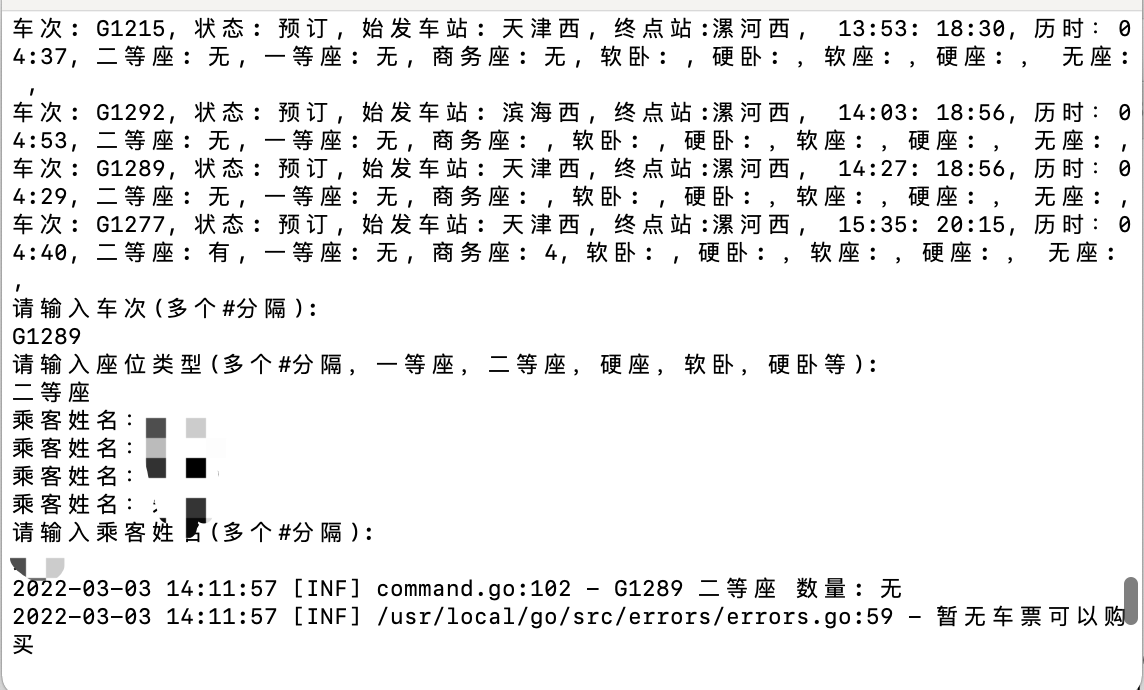 车次: G1215, 状态: 预订, 始发车站: 天津西, 终点站:漯河西, 13:53: 18:30, 历时: 0
4:37, 二等座: 无, 一等座: 无, 商务座: 无, 软卧: , 硬卧: , 软座: , 硬座: , 无座:
,
车次: G1292, 状态: 预订, 始发车站: 滨海西, 终点站:漯河西, 14:03: 18:56, 历时: 0
4:53, 二等座: 无, 一等座: 无, 商务座: , 软卧: , 硬卧: , 软座: , 硬座: , 无座: ,
车次: G1289, 状态: 预订, 始发车站: 天津西, 终点站:漯河西, 14:27: 18:56, 历时: 0
4:29, 二等座: 无, 一等座: 无, 商务座: , 软卧: , 硬卧: , 软座: , 硬座: , 无座: ,
车次: G1277, 状态: 预订, 始发车站: 天津西, 终点站:漯河西, 15:35: 20:15, 历时: 0
4:40, 二等座: 有, 一等座: 无, 商务座: 4, 软卧: , 硬卧: , 软座: , 硬座: , 无座:
,
请输入车次(多个#分隔):
G1289
请输入座位类型(多个#分隔, 一等座, 二等座, 硬座, 软卧, 硬卧等):
二等座
乘客姓名:
乘客姓名:
乘客姓名:
乘客姓名:
请输入乘客姓名(多个#分隔):
2022-03-03 14:11:57 [INF] command.go:102 - G1289 二等座 数量: 无
2022-03-03 14:11:57 [INF] /usr/local/go/src/errors/errors.go:59 - 暂无车票可以购
买